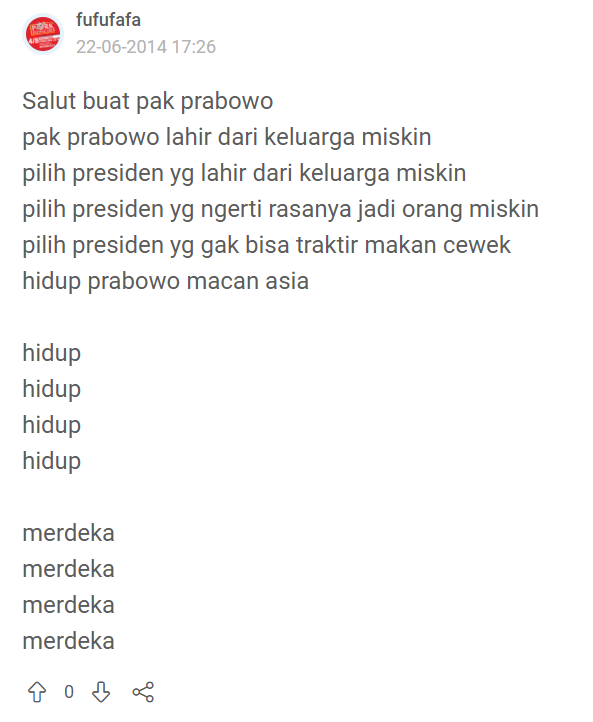 fufufafa
22-06-2014 17:26
Salut buat pak prabowo
pak prabowo lahir dari keluarga miskin
pilih presiden yg lahir dari keluarga miskin
pilih presiden yg ngerti rasanya jadi orang miskin
pilih presiden yg gak bisa traktir makan cewek
hidup prabowo macan asia
hidup
hidup
hidup
hidup
merdeka
merdeka
merdeka
merdeka
0